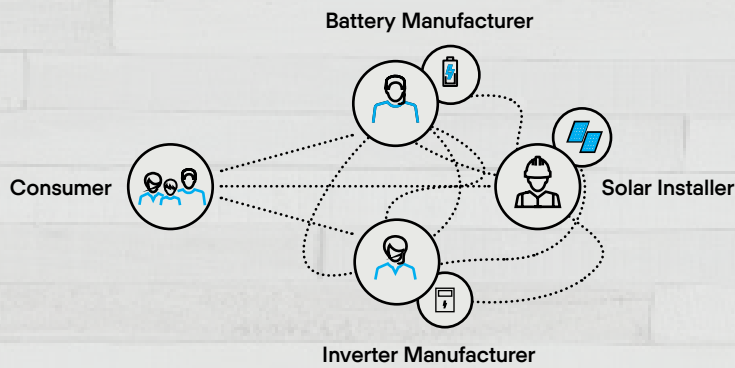 Battery Manufacturer
Consumer
Solar Installer
Inverter Manufacturer